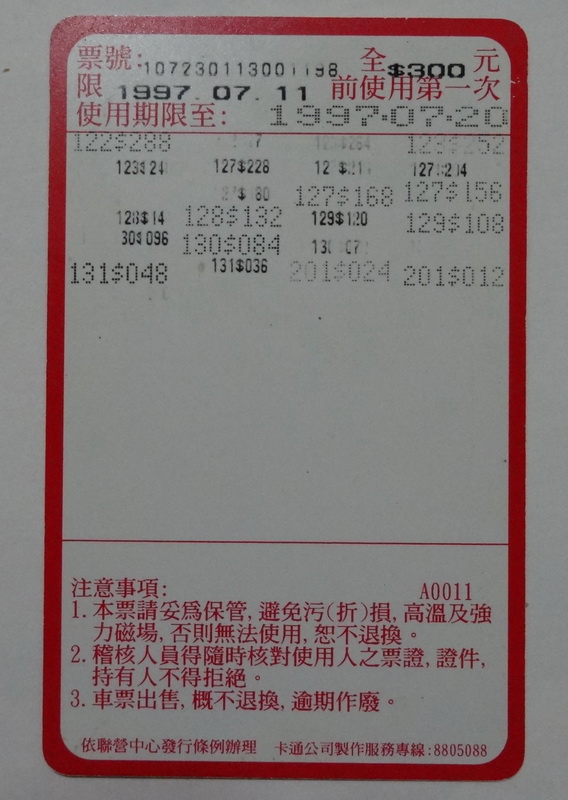 票號:107230113001198 全$300元
限 1997.07.11 前使用第一次
使用期限至: 1997·07·20
122$288
127$228
127$168 127$156
128$132 129$120 129$108
130$084
131$048 131$036 201$024 201$012
注意事項: A0011
1. 本票請妥爲保管, 避免污(折)損, 高溫及強
力磁場, 否則無法使用, 恕不退換。
2. 稽核人員得隨時核對使用人之票證, 證件,
持有人不得拒絕。
3. 車票出售, 概不退換, 逾期作廢。
依聯營中心發行條例辦理 卡通公司製作服務專線:8805088